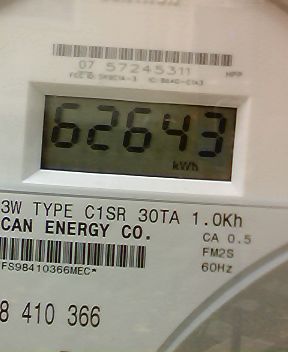 07 57245311 MPP
62643
kWh
3W TYPE C1SR 30TA 1.0Kh
CAN ENERGY CO.
CA 0.5
FM2S
FS98410366MEC*
60Hz
8 410 366